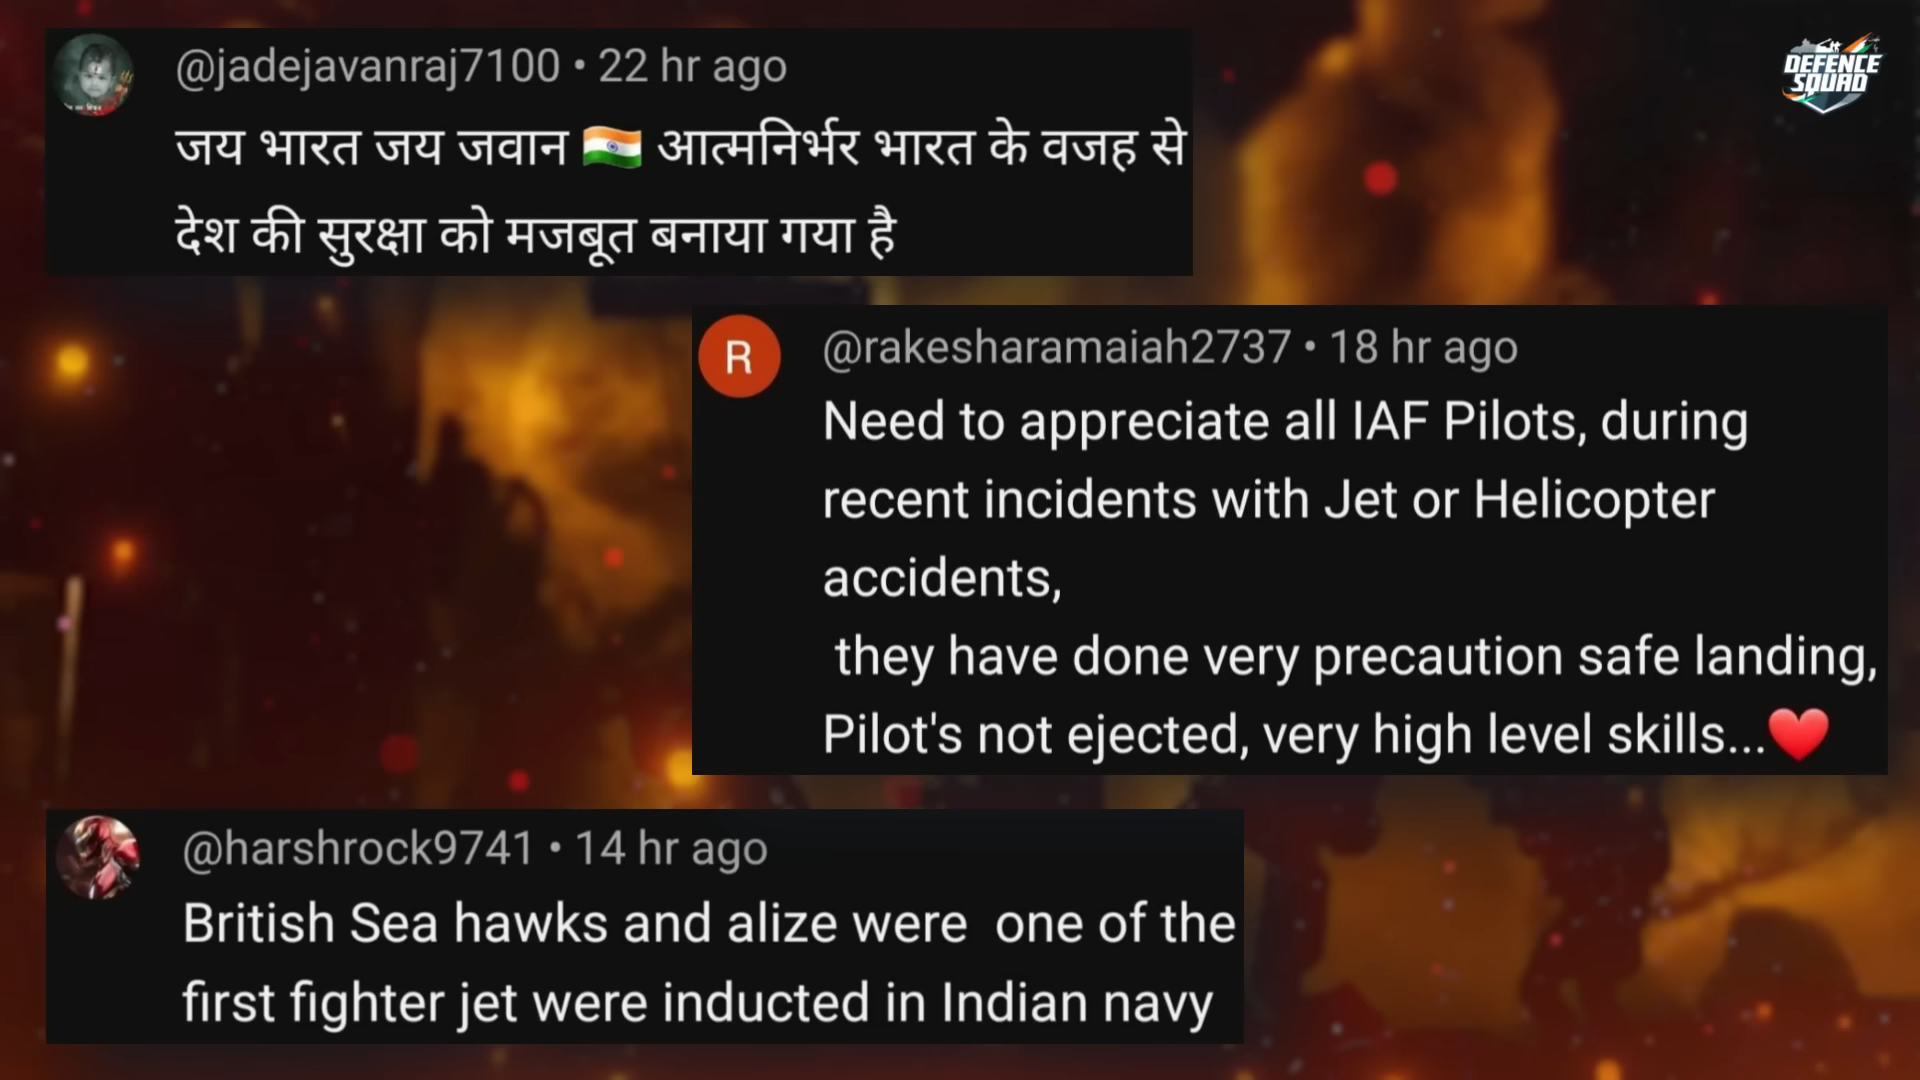 @jadejavanraj7100 • 22 hr ago
जय भारत जय जवान 🇮🇳 आत्मनिर्भर भारत के वजह से
देश की सुरक्षा को मजबूत बनाया गया है
DEFENCE
SQUAD
R
@rakesharamaiah2737 • 18 hr ago
Need to appreciate all IAF Pilots, during
recent incidents with Jet or Helicopter
accidents,
they have done very precaution safe landing,
Pilot's not ejected, very high level skills...❤️
@harshrock9741 • 14 hr ago
British Sea hawks and alize were  one of the
first fighter jet were inducted in Indian navy